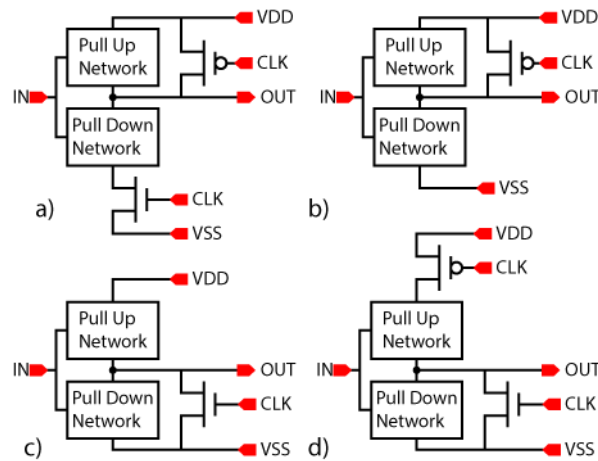 VDD
Pull Up
Network
CLK
IN
OUT
Pull Down
Network
CLK
a)
VSS
VDD
Pull Up
Network
CLK
IN
OUT
Pull Down
Network
VSS
b)
VDD
Pull Up
Network
IN
OUT
Pull Down
Network
CLK
c)
VSS
VDD
CLK
Pull Up
Network
IN
OUT
Pull Down
Network
CLK
d)
VSS